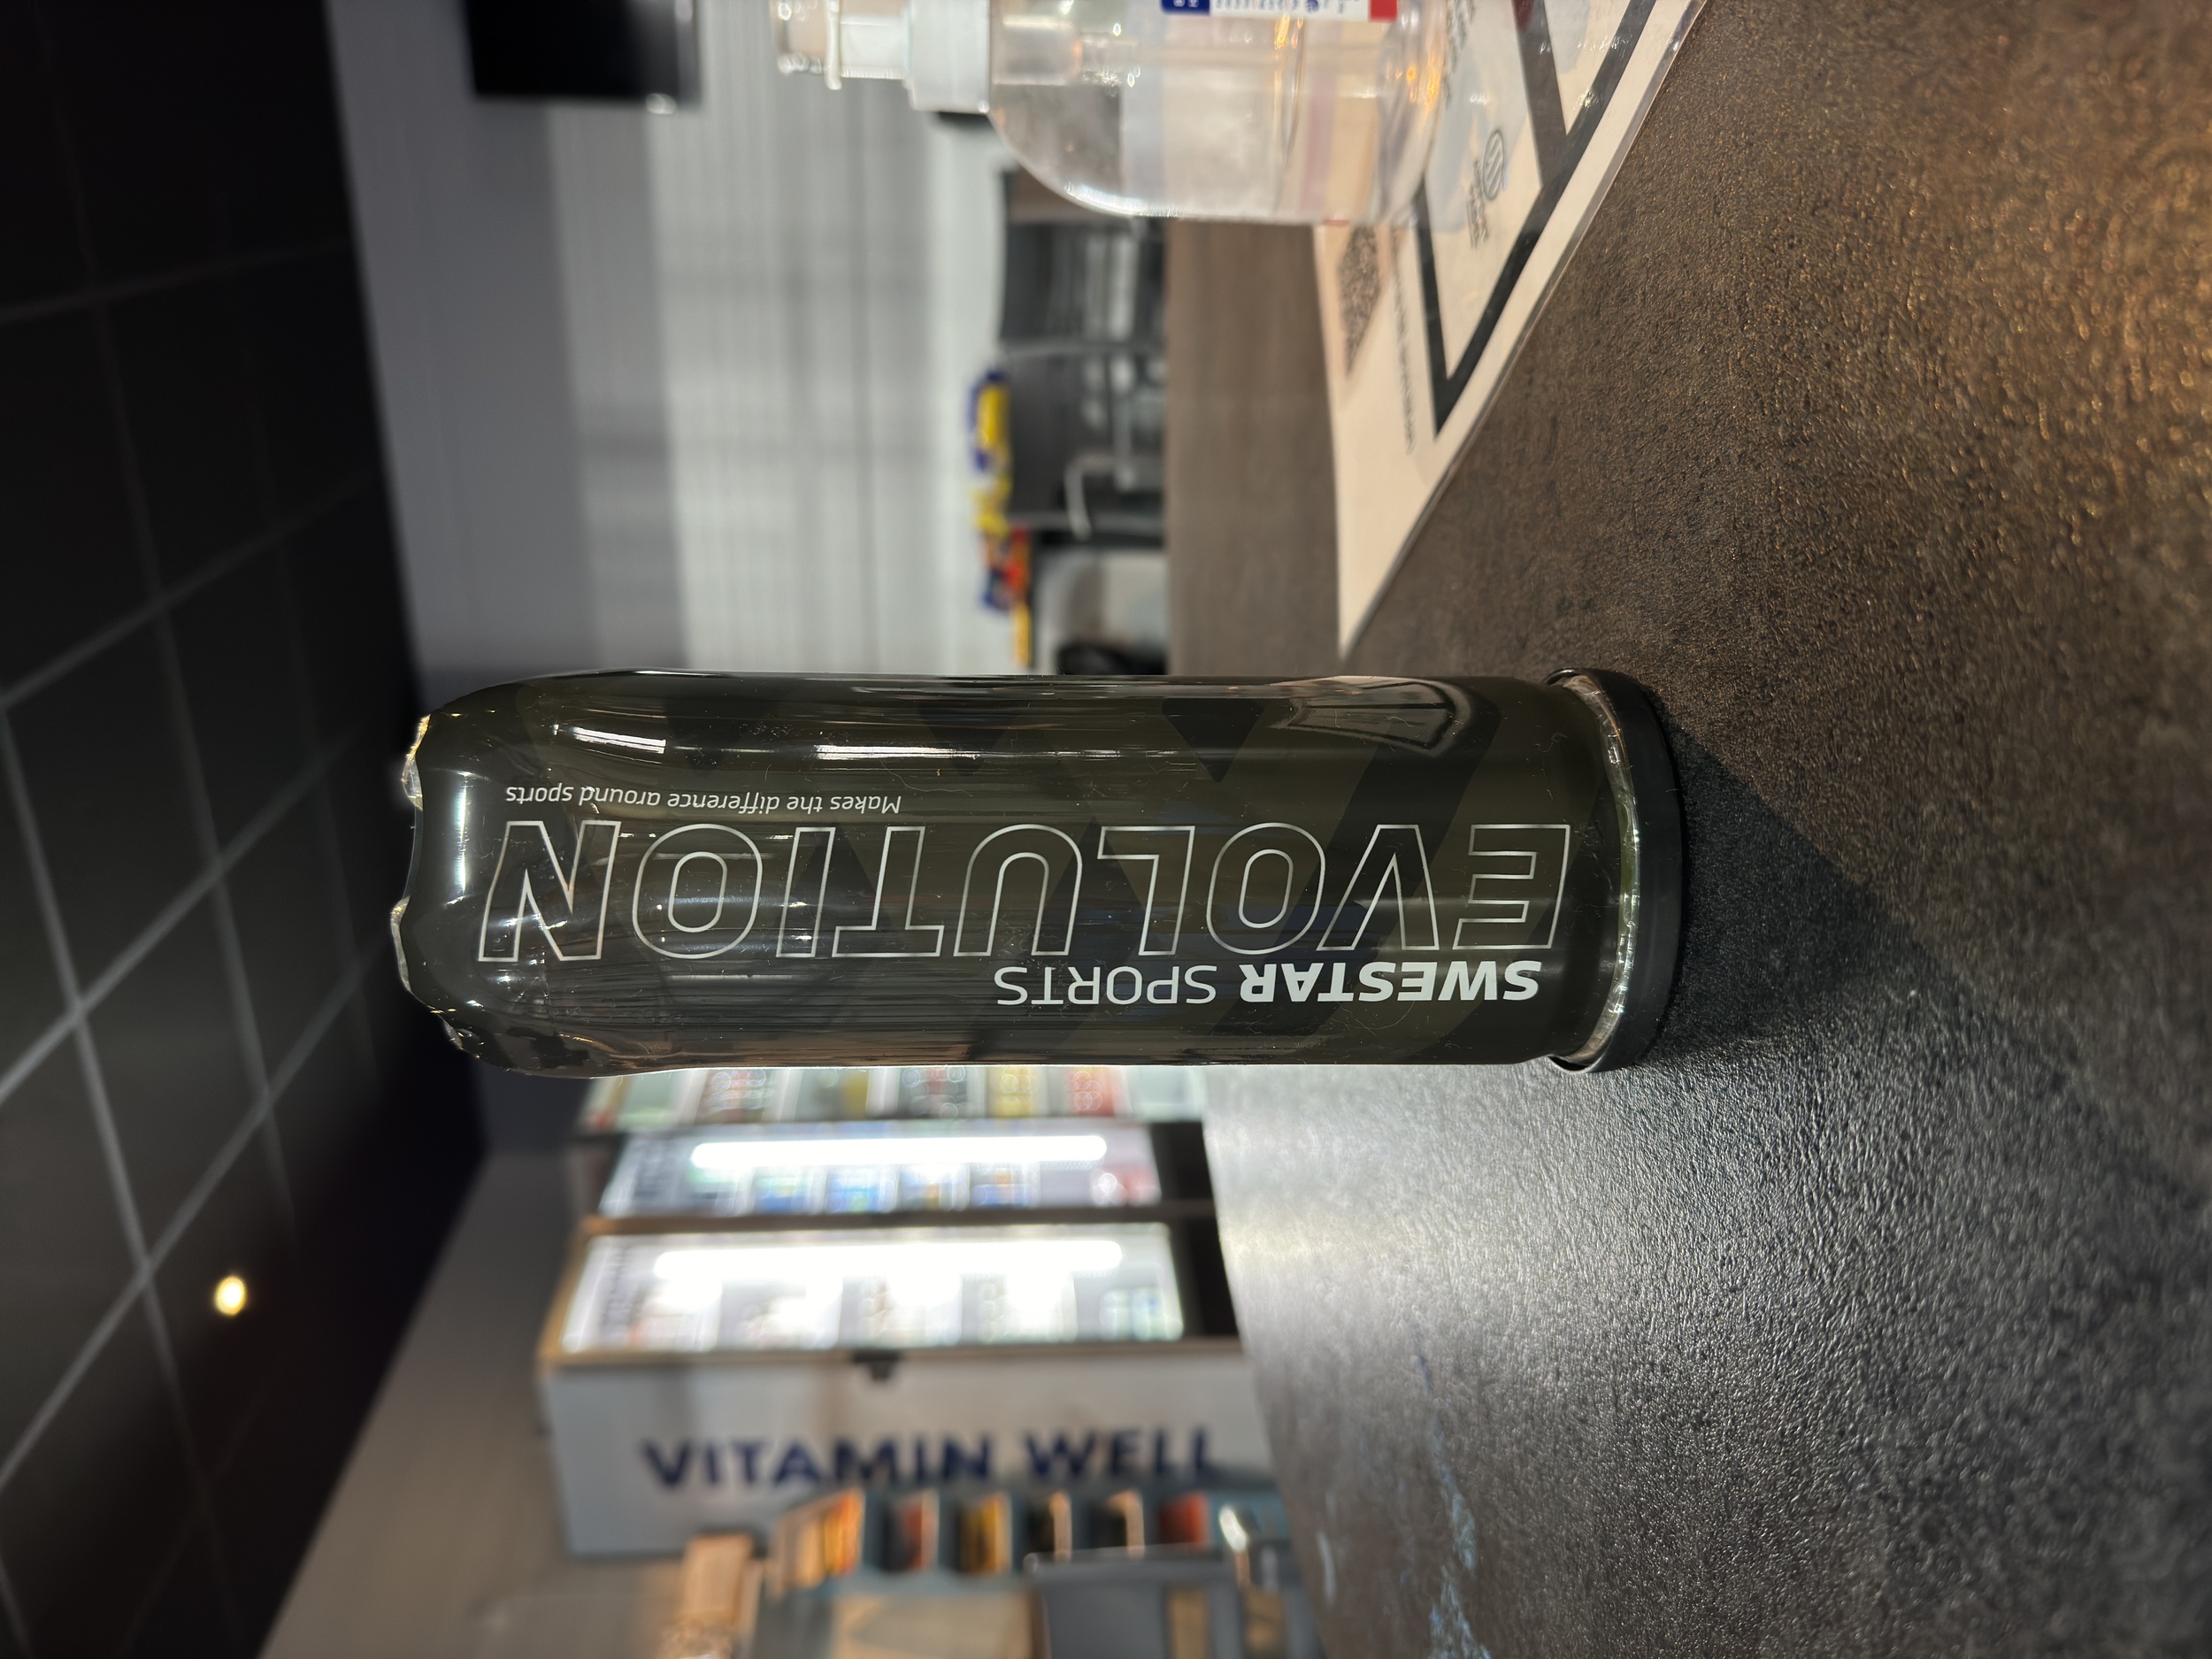 SWESTAR SPORTS
EVOLUTION
Makes the difference around sports
VITAMIN WELL